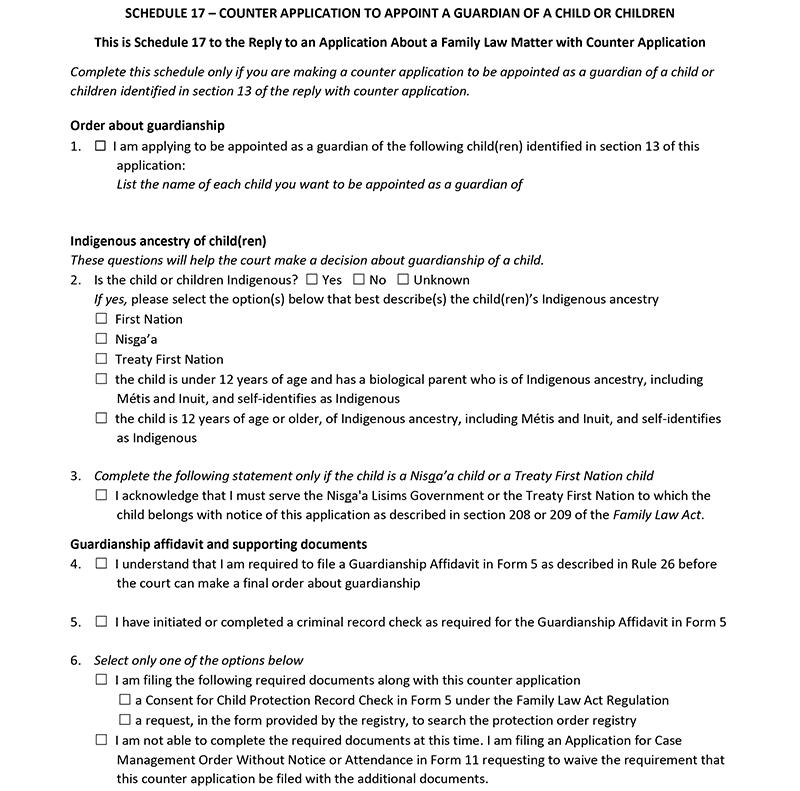 SCHEDULE 17 – COUNTER APPLICATION TO APPOINT A GUARDIAN OF A CHILD OR CHILDREN
This is Schedule 17 to the Reply to an Application About a Family Law Matter with Counter Application
Complete this schedule only if you are making a counter application to be appointed as a guardian of a child or
children identified in section 13 of the reply with counter application.
Order about guardianship
1. ☐ I am applying to be appointed as a guardian of the following child(ren) identified in section 13 of this
application:
List the name of each child you want to be appointed as a guardian of
Indigenous ancestry of child(ren)
These questions will help the court make a decision about guardianship of a child.
2. Is the child or children Indigenous? ☐ Yes ☐ No ☐ Unknown
If yes, please select the option(s) below that best describe(s) the child(ren)’s Indigenous ancestry
☐ First Nation
☐ Nisga’a
☐ Treaty First Nation
☐ the child is under 12 years of age and has a biological parent who is of Indigenous ancestry, including
Métis and Inuit, and self-identifies as Indigenous
☐ the child is 12 years of age or older, of Indigenous ancestry, including Métis and Inuit, and self-identifies
as Indigenous
3. Complete the following statement only if the child is a Nisga’a child or a Treaty First Nation child
☐ I acknowledge that I must serve the Nisga'a Lisims Government or the Treaty First Nation to which the
child belongs with notice of this application as described in section 208 or 209 of the Family Law Act.
Guardianship affidavit and supporting documents
4. ☐ I understand that I am required to file a Guardianship Affidavit in Form 5 as described in Rule 26 before
the court can make a final order about guardianship
5. ☐ I have initiated or completed a criminal record check as required for the Guardianship Affidavit in Form 5
6. Select only one of the options below
☐ I am filing the following required documents along with this counter application
☐ a Consent for Child Protection Record Check in Form 5 under the Family Law Act Regulation
☐ a request, in the form provided by the registry, to search the protection order registry
☐ I am not able to complete the required documents at this time. I am filing an Application for Case
Management Order Without Notice or Attendance in Form 11 requesting to waive the requirement that
this counter application be filed with the additional documents.